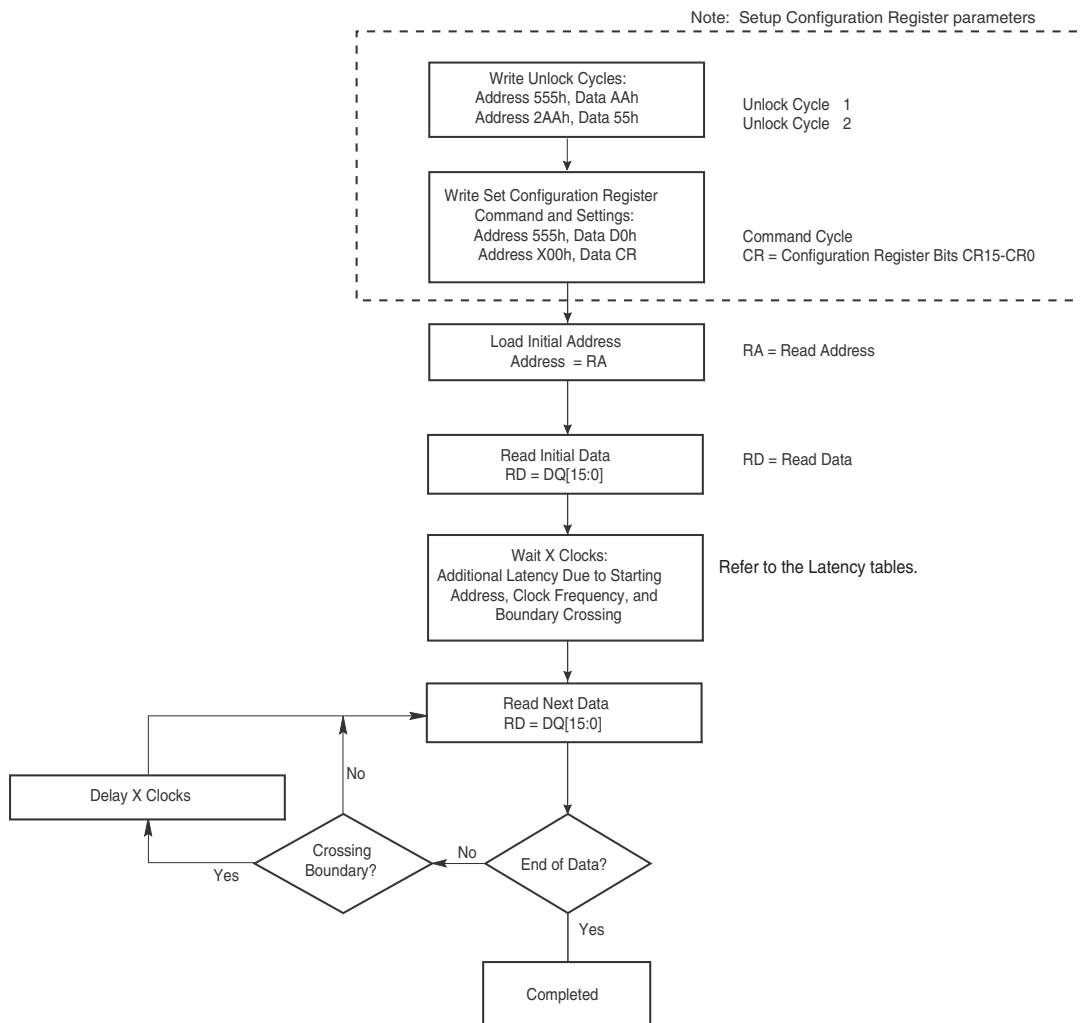 Note: Setup Configuration Register parameters
Write Unlock Cycles:
Address 555h, Data AAh
Address 2AAh, Data 55h
Unlock Cycle 1
Unlock Cycle 2
Write Set Configuration Register
Command and Settings:
Address 555h, Data D0h
Address X00h, Data CR
Command Cycle
CR = Configuration Register Bits CR15-CR0
Load Initial Address
Address = RA
RA = Read Address
Read Initial Data
RD = DQ[15:0]
RD = Read Data
Wait X Clocks:
Additional Latency Due to Starting
Address, Clock Frequency, and
Boundary Crossing
Refer to the Latency tables.
Read Next Data
RD = DQ[15:0]
No
Delay X Clocks
Crossing
Boundary?
Yes
No
End of Data?
Yes
Completed